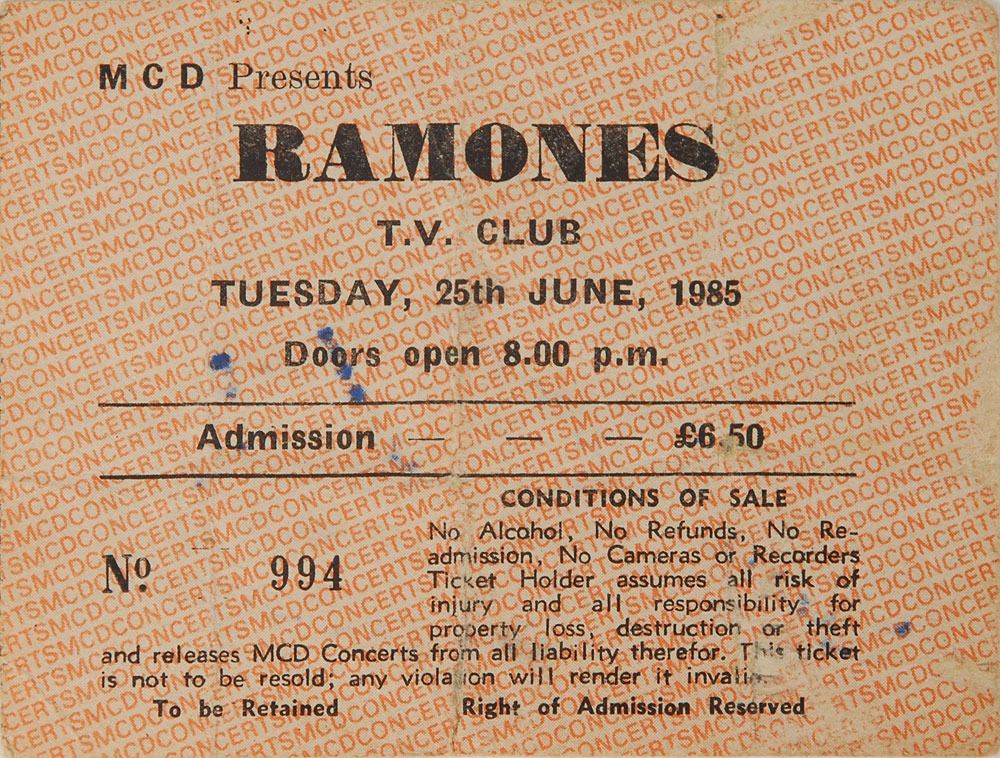 MCD Presents
RAMONES
T.V. CLUB
TUESDAY, 25th JUNE, 1985
Doors open 8.00 p.m.
Admission — — — £6.50
CONDITIONS OF SALE
No Alcohol, No Refunds, No Re-
admission, No Cameras or Recorders
Ticket Holder assumes all risk of
injury and all responsibility for
property loss, destruction or theft
and releases MCD Concerts from all liability therefor. This ticket
is not to be resold; any violation will render it invalid.
No. 994
To be Retained
Right of Admission Reserved